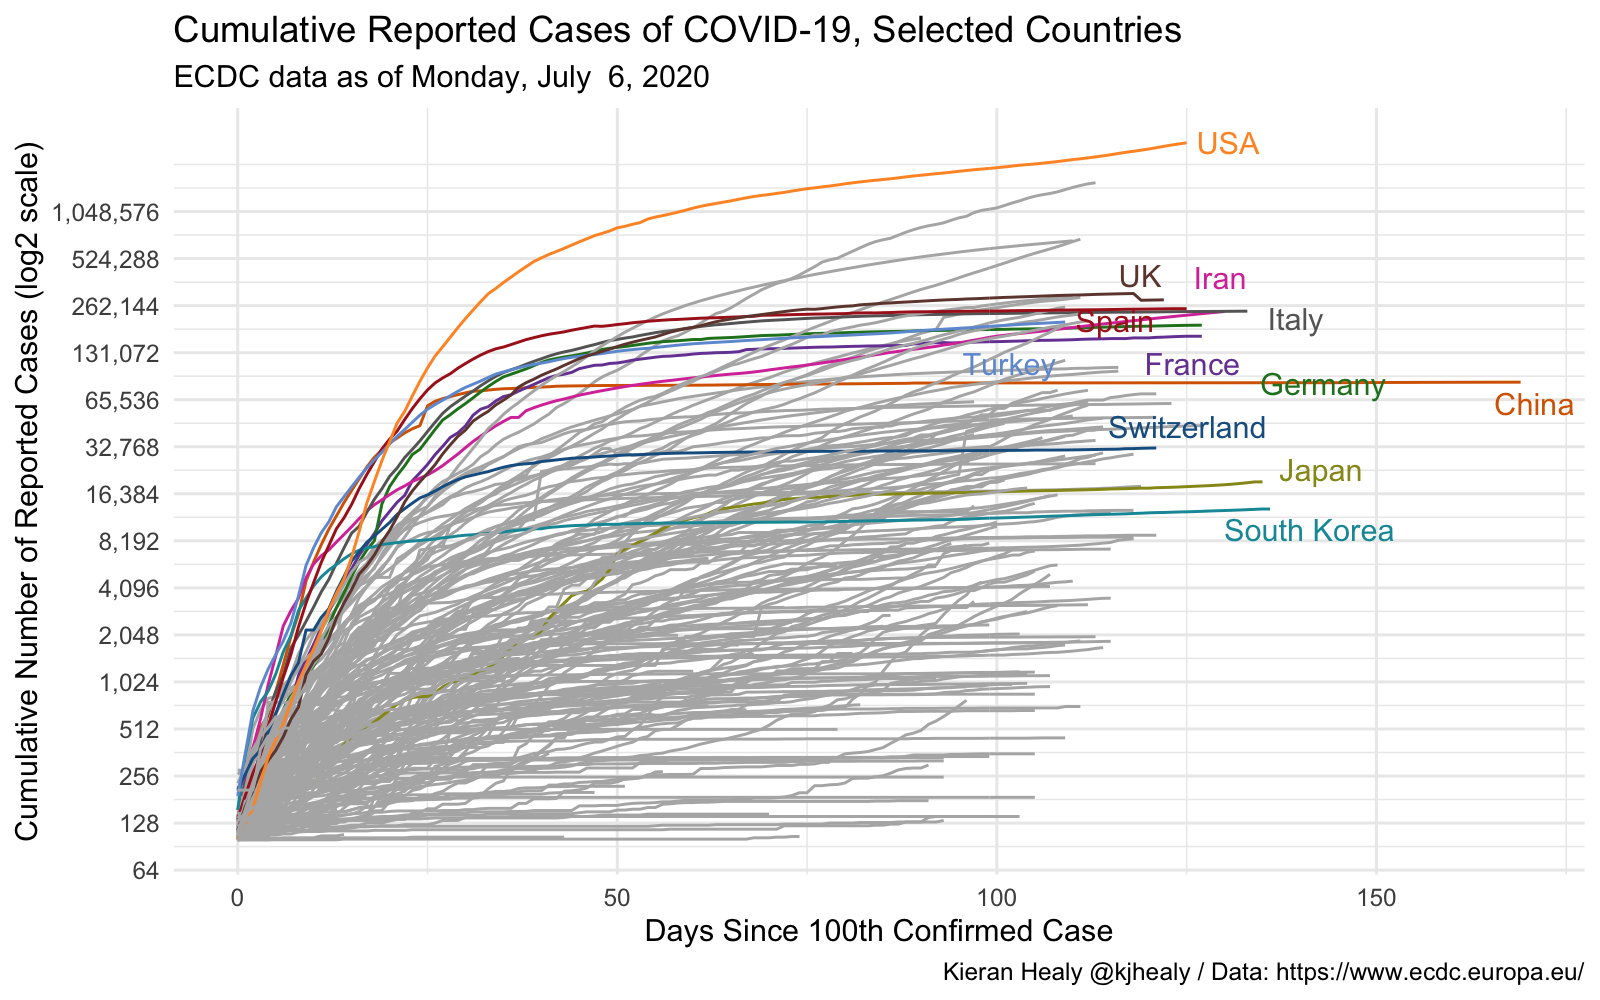 Cumulative Reported Cases of COVID-19, Selected Countries
ECDC data as of Monday, July  6, 2020
Cumulative Number of Reported Cases (log2 scale)
1,048,576
524,288
262,144
131,072
65,536
32,768
16,384
8,192
4,096
2,048
1,024
512
256
128
64
USA
UK
Iran
Spain
Italy
Turkey
France
Germany
China
Switzerland
Japan
South Korea
0
50
100
150
Days Since 100th Confirmed Case
Kieran Healy @kjhealy / Data: https://www.ecdc.europa.eu/